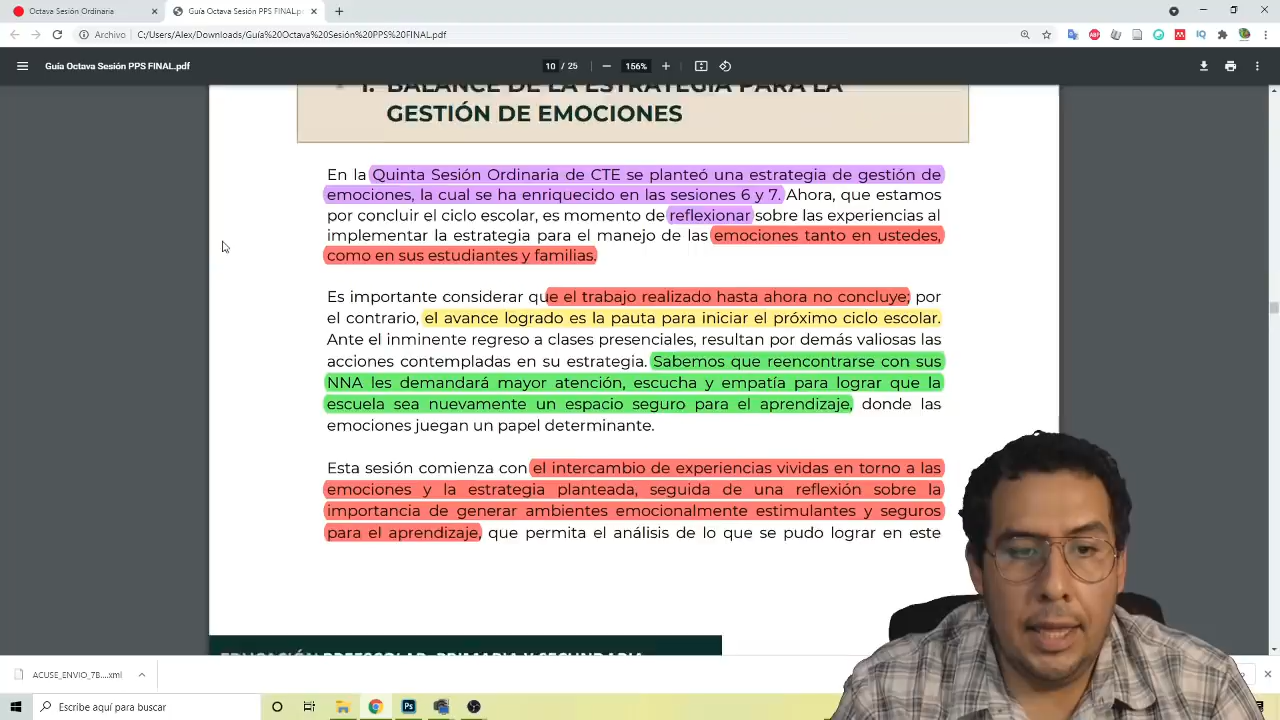 Octava Sesión Ordinaria
Guía Octava Sesión PPS FINAL.p
Archivo
C:/Users/Alex/Downloads/Guía%20Octava%20Sesión%20PPS%20FINAL.pdf
Guía Octava Sesión PPS FINAL.pdf
10 / 25
156%
1. BALANCE DE LA ESTRATEGIA PARA LA
GESTIÓN DE EMOCIONES
En la Quinta Sesión Ordinaria de CTE se planteó una estrategia de gestión de
emociones, la cual se ha enriquecido en las sesiones 6 y 7. Ahora, que estamos
por concluir el ciclo escolar, es momento de reflexionar sobre las experiencias al
implementar la estrategia para el manejo de las emociones tanto en ustedes,
como en sus estudiantes y familias.
Es importante considerar que el trabajo realizado hasta ahora no concluye; por
el contrario, el avance logrado es la pauta para iniciar el próximo ciclo escolar.
Ante el inminente regreso a clases presenciales, resultan por demás valiosas las
acciones contempladas en su estrategia. Sabemos que reencontrarse con sus
NNA les demandará mayor atención, escucha y empatía para lograr que la
escuela sea nuevamente un espacio seguro para el aprendizaje, donde las
emociones juegan un papel determinante.
Esta sesión comienza con el intercambio de experiencias vividas en torno a las
emociones y la estrategia planteada, seguida de una reflexión sobre la
importancia de generar ambientes emocionalmente estimulantes y seguros
para el aprendizaje, que permita el análisis de lo que se pudo lograr en este
EDUCACIÓN PREESCOLAR, PRIMARIA Y SECUNDARIA
ACUSE_ENVIO_7B....xml
Escribe aquí para buscar